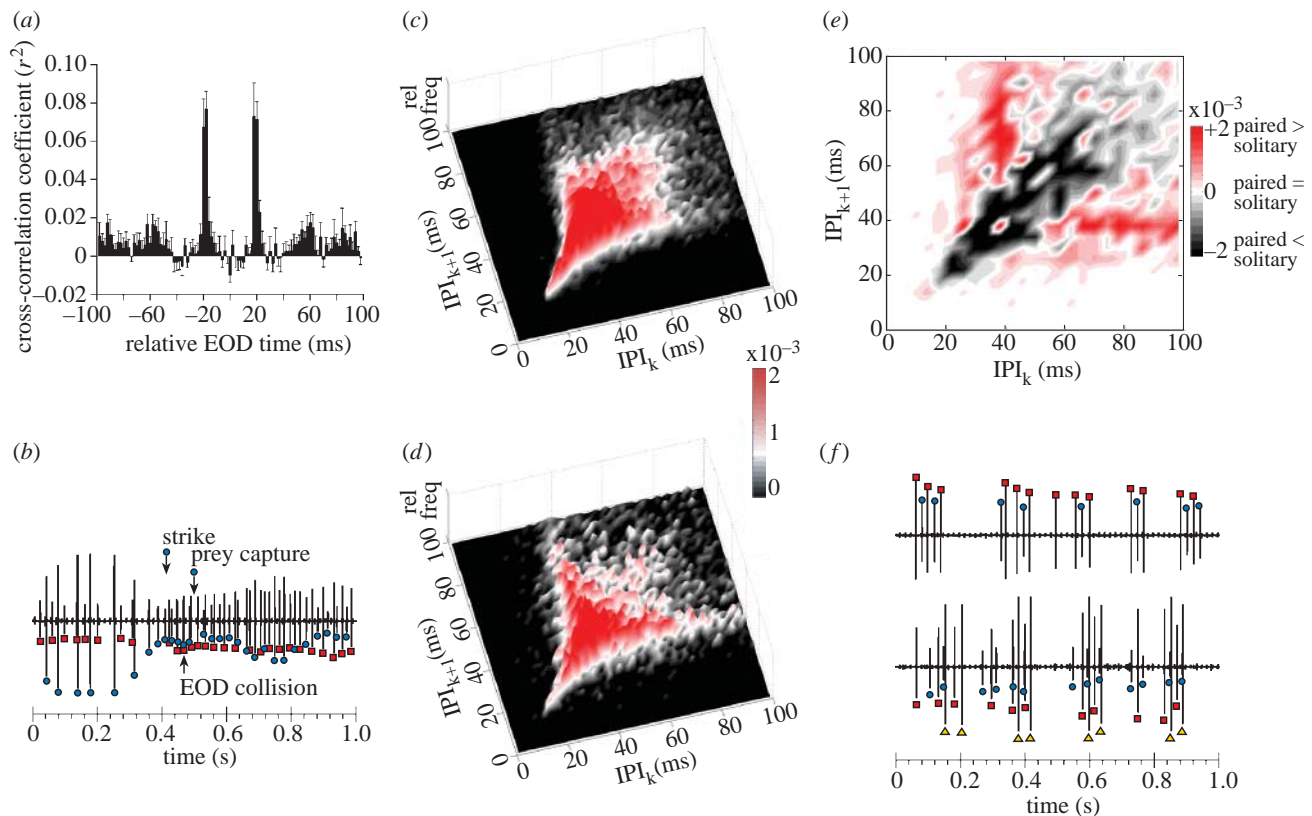 (a)
cross-correlation coefficient (r²)
0.10
0.08
0.06
0.04
0.02
0
–0.02
–100 –60 –20 20 60 100
relative EOD time (ms)
(b)
strike
prey capture
EOD collision
0 0.2 0.4 0.6 0.8 1.0
time (s)
(c)
rel
freq
100
80
60
40
20
0
IPIk+1 (ms)
20 40 60 80 100
IPIk (ms)
×10–3
2
1
0
(d)
rel
freq
100
80
60
40
20
0
IPIk+1 (ms)
20 40 60 80 100
IPIk (ms)
(e)
100
80
60
40
20
0
IPIk+1 (ms)
0 20 40 60 80 100
IPIk (ms)
×10–3
+2 paired >
solitary
0 paired =
solitary
–2 paired <
solitary
(f)
0 0.2 0.4 0.6 0.8 1.0
time (s)